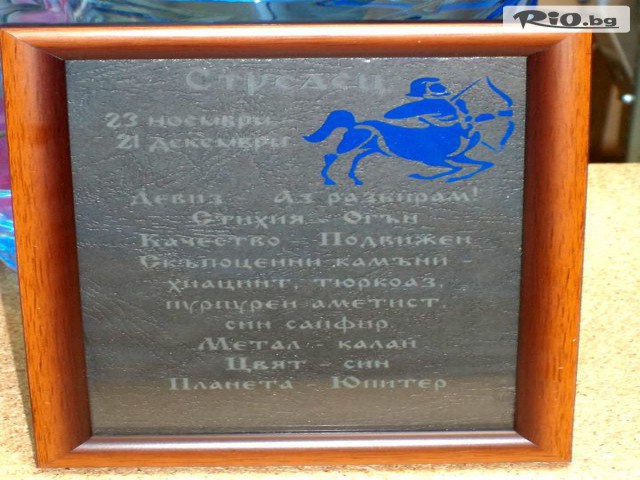 RiO.bg
Стрелец
23 ноември
21 декември
Девиз - Аз разбирам!
Стихия - Огън
Качество - Подвижен
Скъпоценни камъни -
хиацинт, тюркоаз,
пурпурен аметист,
син сапфир
Метал - калай
Цвят - син
Планета - Юпитер